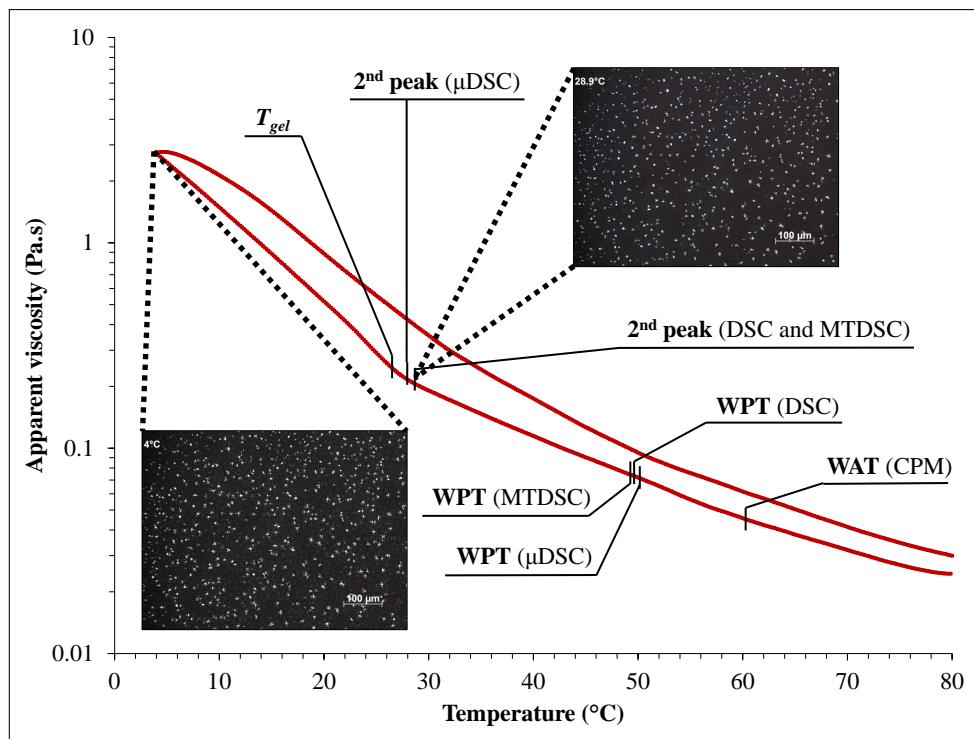 Apparent viscosity (Pa.s)
10
1
0.1
0.01
2nd peak (μDSC)
Tgel
28.9°C
100 μm
2nd peak (DSC and MTDSC)
WPT (DSC)
WAT (CPM)
WPT (MTDSC)
WPT (μDSC)
4°C
100 μm
0 10 20 30 40 50 60 70 80
Temperature (°C)